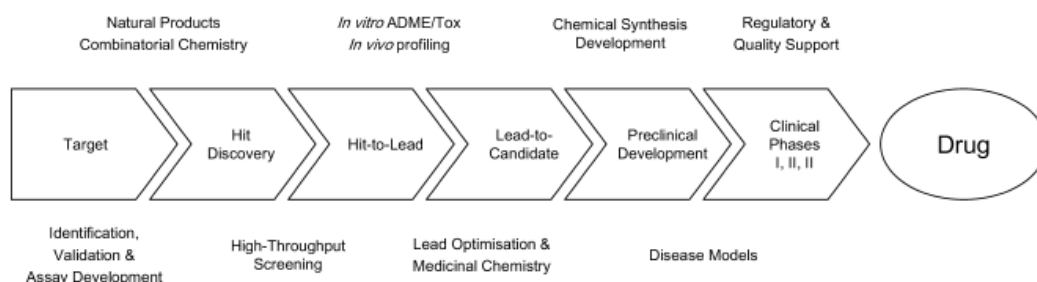 Natural Products
Combinatorial Chemistry
In vitro ADME/Tox
In vivo profiling
Chemical Synthesis
Development
Regulatory &
Quality Support
Target
Hit
Discovery
Hit-to-Lead
Lead-to-
Candidate
Preclinical
Development
Clinical
Phases
I, II, II
Drug
Identification,
Validation &
Assay Development
High-Throughput
Screening
Lead Optimisation &
Medicinal Chemistry
Disease Models